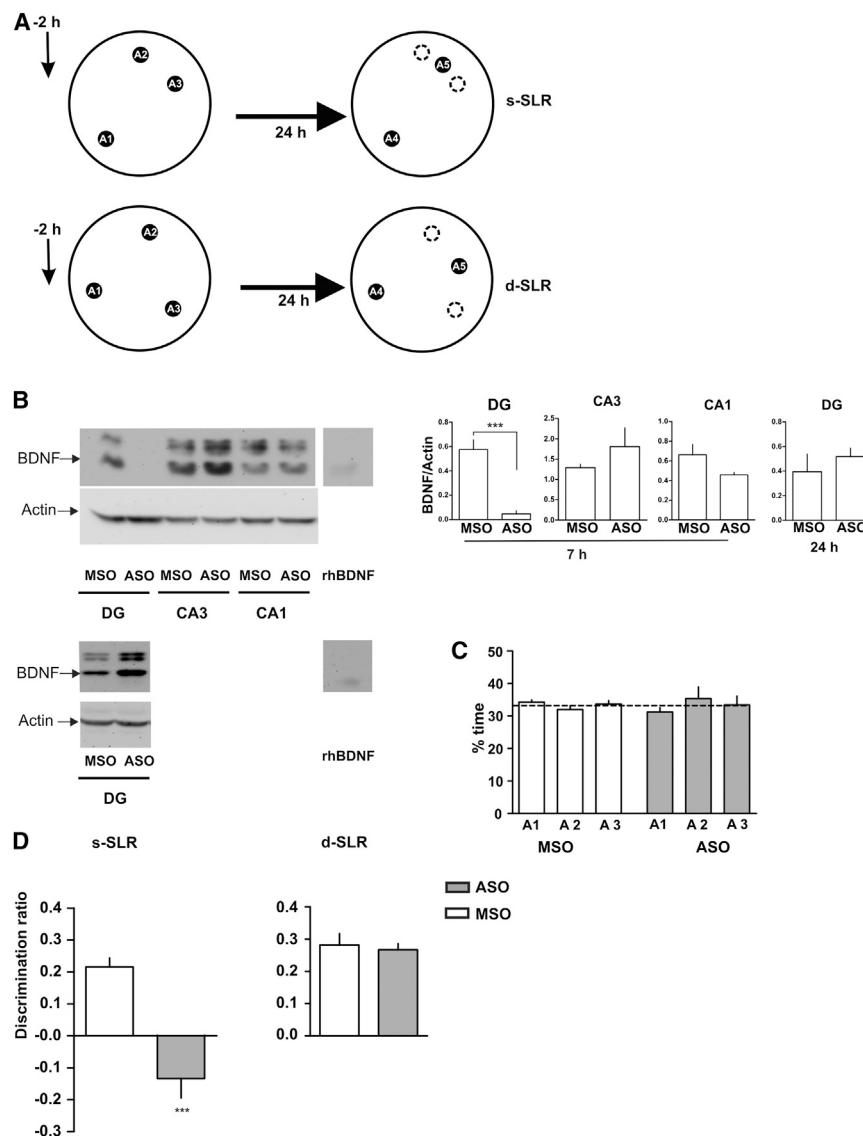 A
-2 h
A2
A3
A1
24 h
A5
A4
s-SLR
-2 h
A2
A1
A3
24 h
A5
A4
d-SLR
B
BDNF
Actin
MSO ASO MSO ASO MSO ASO rhBDNF
DG CA3 CA1
BDNF
Actin
MSO ASO
rhBDNF
DG
DG
CA3
CA1
DG
BDNF/Actin
0.8
0.6
0.4
0.2
0.0
***
MSO ASO
2.5
2.0
1.5
1.0
0.5
0.0
MSO ASO
1.0
0.8
0.6
0.4
0.2
0.0
MSO ASO
0.8
0.6
0.4
0.2
0.0
MSO ASO
7 h
24 h
C
% time
50
40
30
20
10
0
A1 A 2 A 3 A1 A 2 A 3
MSO ASO
D
s-SLR
Discrimination ratio
0.4
0.3
0.2
0.1
-0.0
-0.1
-0.2
-0.3
***
d-SLR
0.4
0.3
0.2
0.1
0.0
ASO
MSO